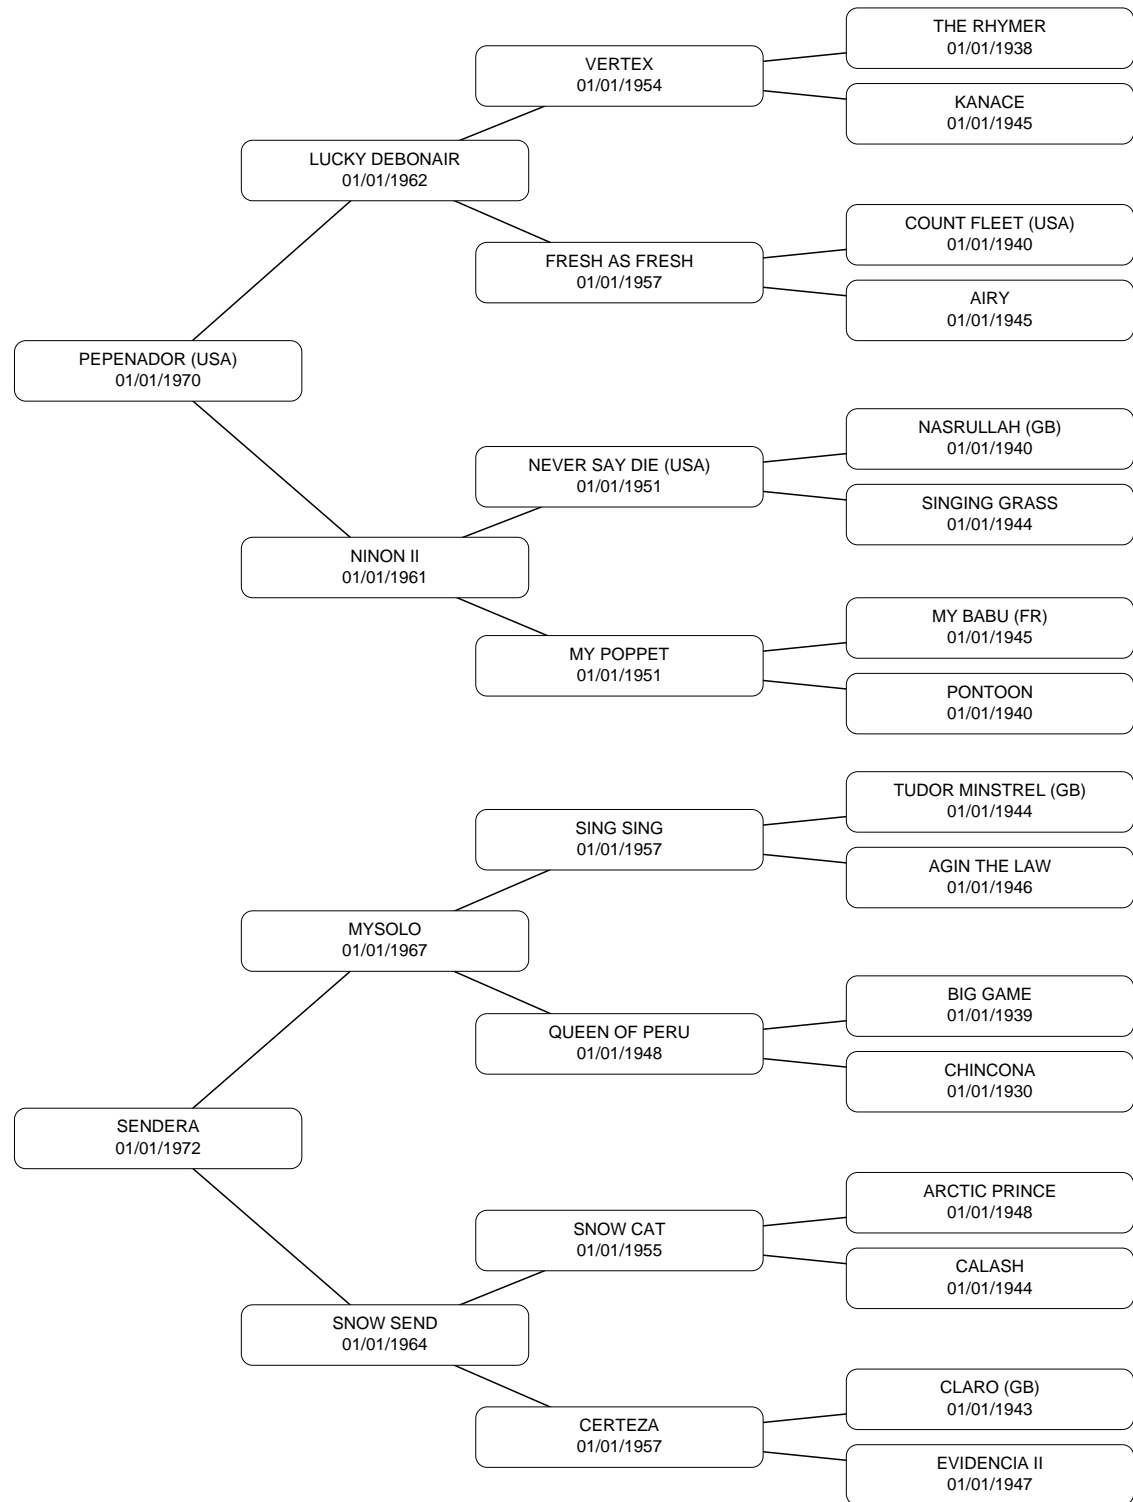 THE RHYMER
01/01/1938
VERTEX
01/01/1954
KANACE
01/01/1945
LUCKY DEBONAIR
01/01/1962
COUNT FLEET (USA)
01/01/1940
FRESH AS FRESH
01/01/1957
AIRY
01/01/1945
PEPENADOR (USA)
01/01/1970
NASRULLAH (GB)
01/01/1940
NEVER SAY DIE (USA)
01/01/1951
SINGING GRASS
01/01/1944
NINON II
01/01/1961
MY BABU (FR)
01/01/1945
MY POPPET
01/01/1951
PONTOON
01/01/1940
TUDOR MINSTREL (GB)
01/01/1944
SING SING
01/01/1957
AGIN THE LAW
01/01/1946
MYSOLO
01/01/1967
BIG GAME
01/01/1939
QUEEN OF PERU
01/01/1948
CHINCONA
01/01/1930
SENDERA
01/01/1972
ARCTIC PRINCE
01/01/1948
SNOW CAT
01/01/1955
CALASH
01/01/1944
SNOW SEND
01/01/1964
CLARO (GB)
01/01/1943
CERTEZA
01/01/1957
EVIDENCIA II
01/01/1947